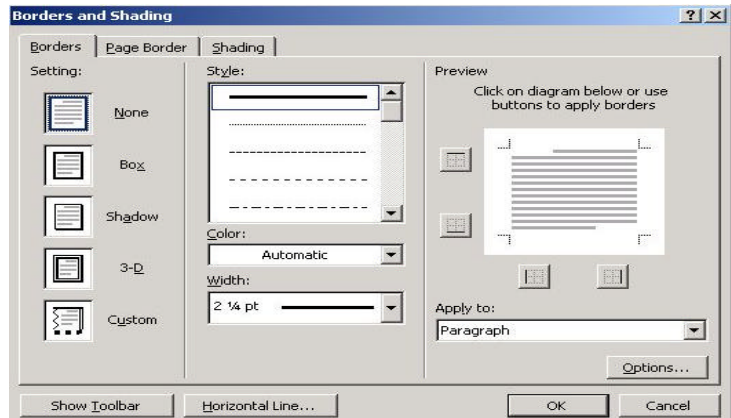 Borders and Shading
Borders
Page Border
Shading
Setting:
None
Box
Shadow
3-D
Custom
Style:
Color:
Automatic
Width:
2 ¼ pt
Preview
Click on diagram below or use
buttons to apply borders
Apply to:
Paragraph
Options...
Show Toolbar
Horizontal Line...
OK
Cancel